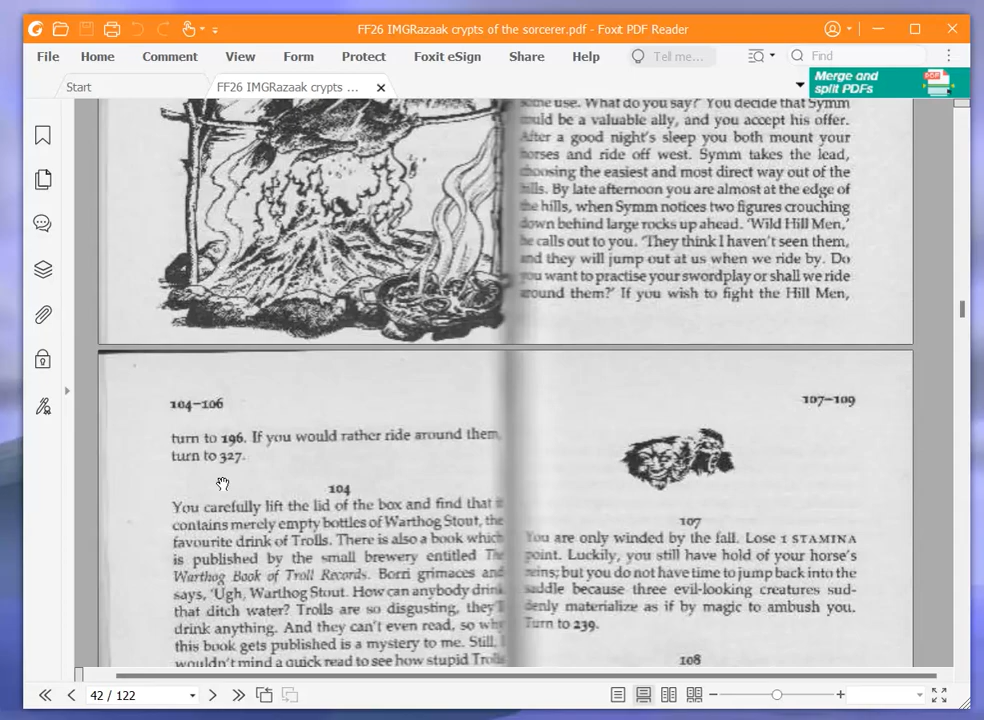 FF26 IMGRazaak crypts of the sorcerer.pdf - Foxit PDF Reader
File Home Comment View Form Protect Foxit eSign Share Help Tell me... Find
Start FF26 IMGRazaak crypts ... Merge and
split PDFs
some use. What do you say?' You decide that Symm
would be a valuable ally, and you accept his offer.
After a good night's sleep you both mount your
horses and ride off west. Symm takes the lead,
choosing the easiest and most direct way out of the
hills. By late afternoon you are almost at the edge of
the hills, when Symm notices two figures crouching
down behind large rocks up ahead. 'Wild Hill Men,'
he calls out to you. 'They think I haven't seen them,
and they will jump out at us when we ride by. Do
you want to practise your swordplay or shall we ride
around them?' If you wish to fight the Hill Men,
104–106
turn to 196. If you would rather ride around them,
turn to 327.
104
You carefully lift the lid of the box and find that it
contains merely empty bottles of Warthog Stout, the
favourite drink of Trolls. There is also a book which
is published by the small brewery entitled The
Warthog Book of Troll Records. Borri grimaces and
says, 'Ugh, Warthog Stout. How can anybody drink
that ditch water? Trolls are so disgusting, they'll
drink anything. And they can't even read, so why
this book gets published is a mystery to me. Still, I
wouldn't mind a quick read to see how stupid Trolls
107–109
107
You are only winded by the fall. Lose 1 STAMINA
point. Luckily, you still have hold of your horse's
reins; but you do not have time to jump back into the
saddle because three evil-looking creatures sud-
denly materialize as if by magic to ambush you.
Turn to 239.
108
42 / 122